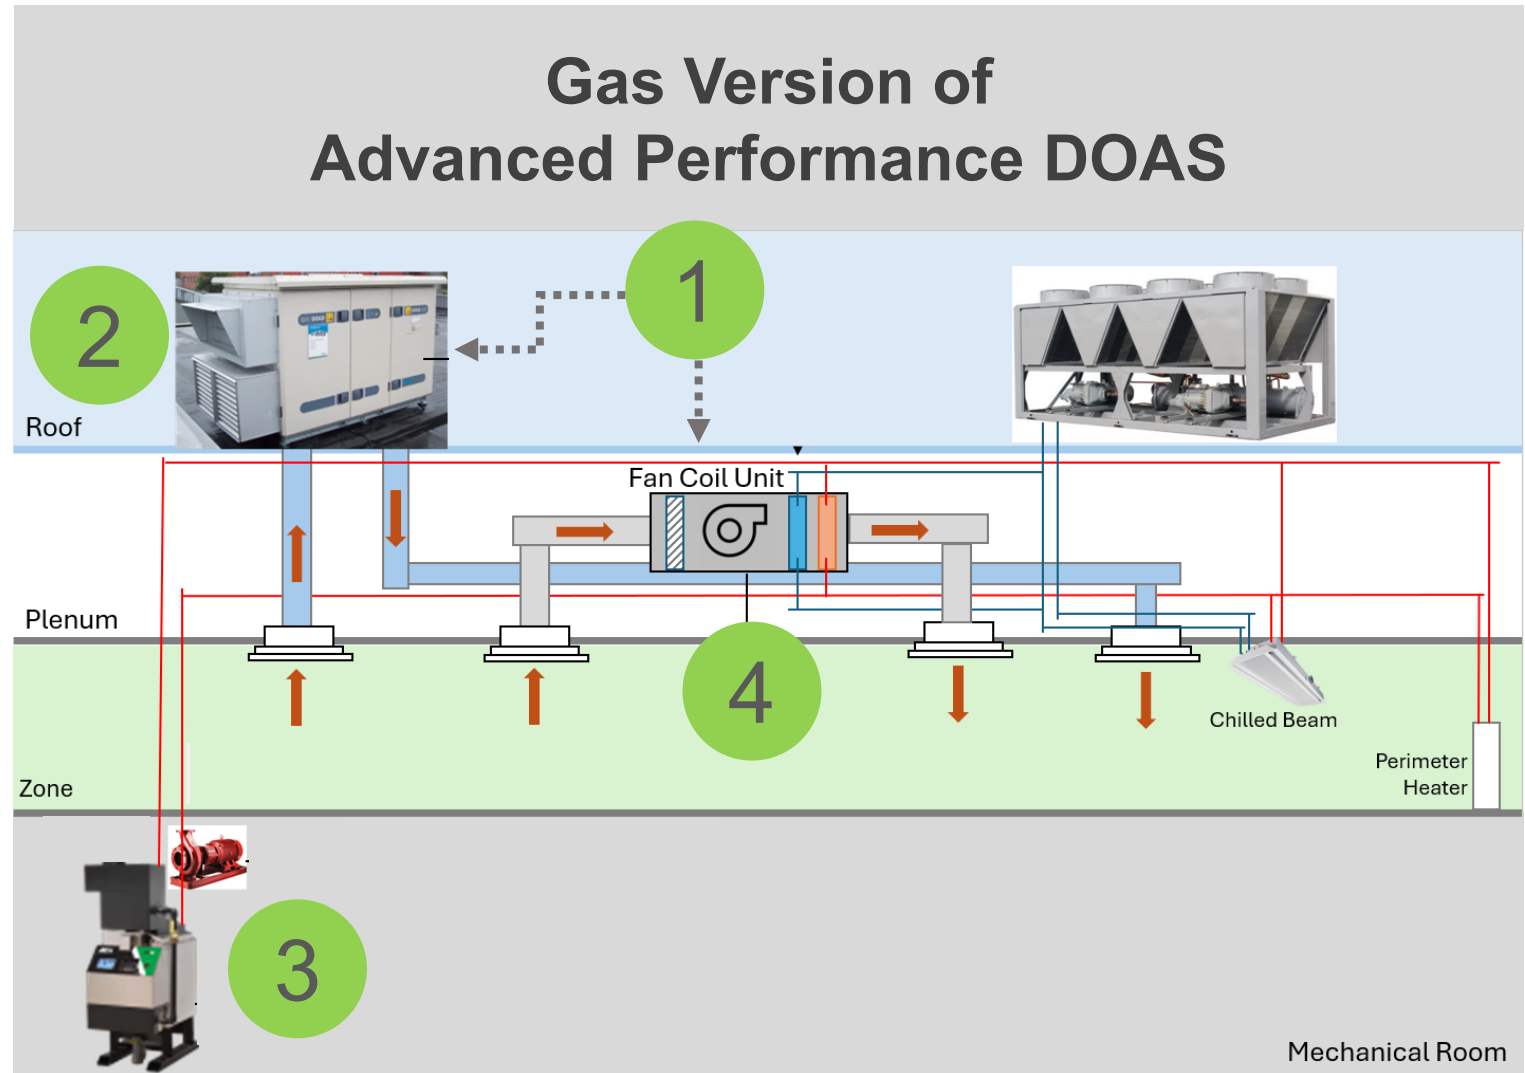 Gas Version of
Advanced Performance DOAS
1
2
Roof
Fan Coil Unit
Plenum
4
Chilled Beam
Perimeter
Heater
Zone
3
Mechanical Room